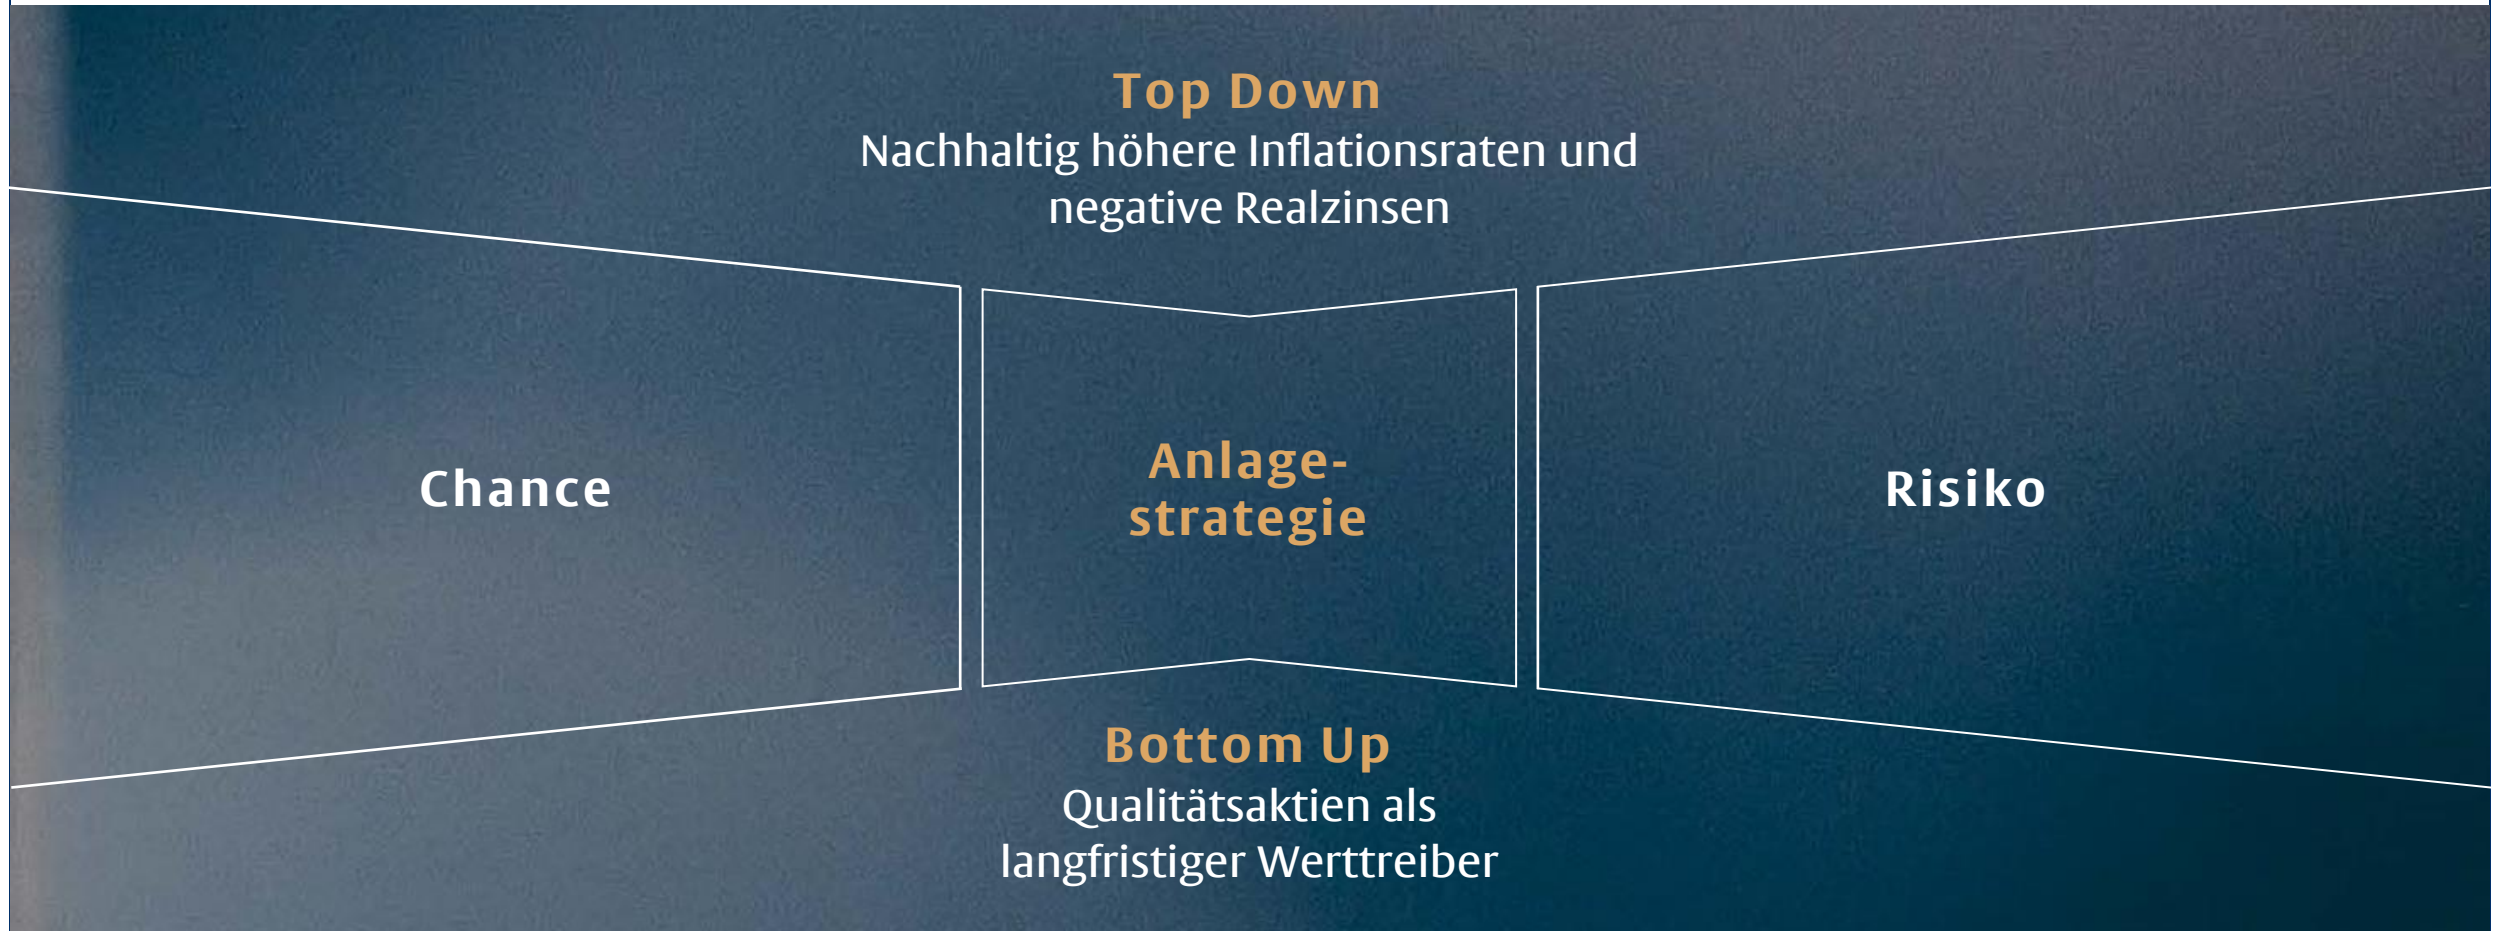 Top Down
Nachhaltig höhere Inflationsraten und
negative Realzinsen
Chance
Anlage-
strategie
Risiko
Bottom Up
Qualitätsaktien als
langfristiger Werttreiber